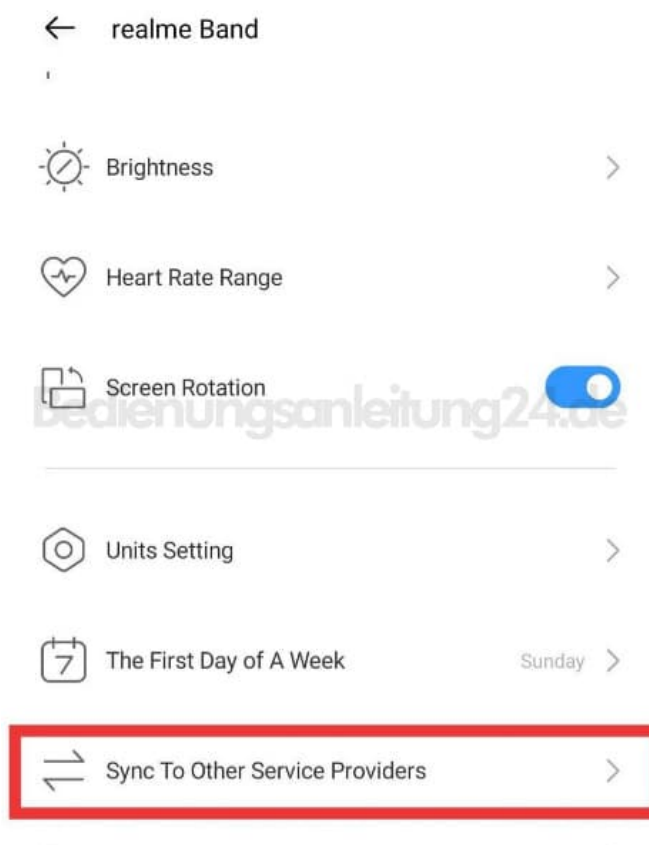 realme Band
Brightness
Heart Rate Range
Screen Rotation
Bedienungsanleitung24.de
Units Setting
7 The First Day of A Week Sunday
Sync To Other Service Providers